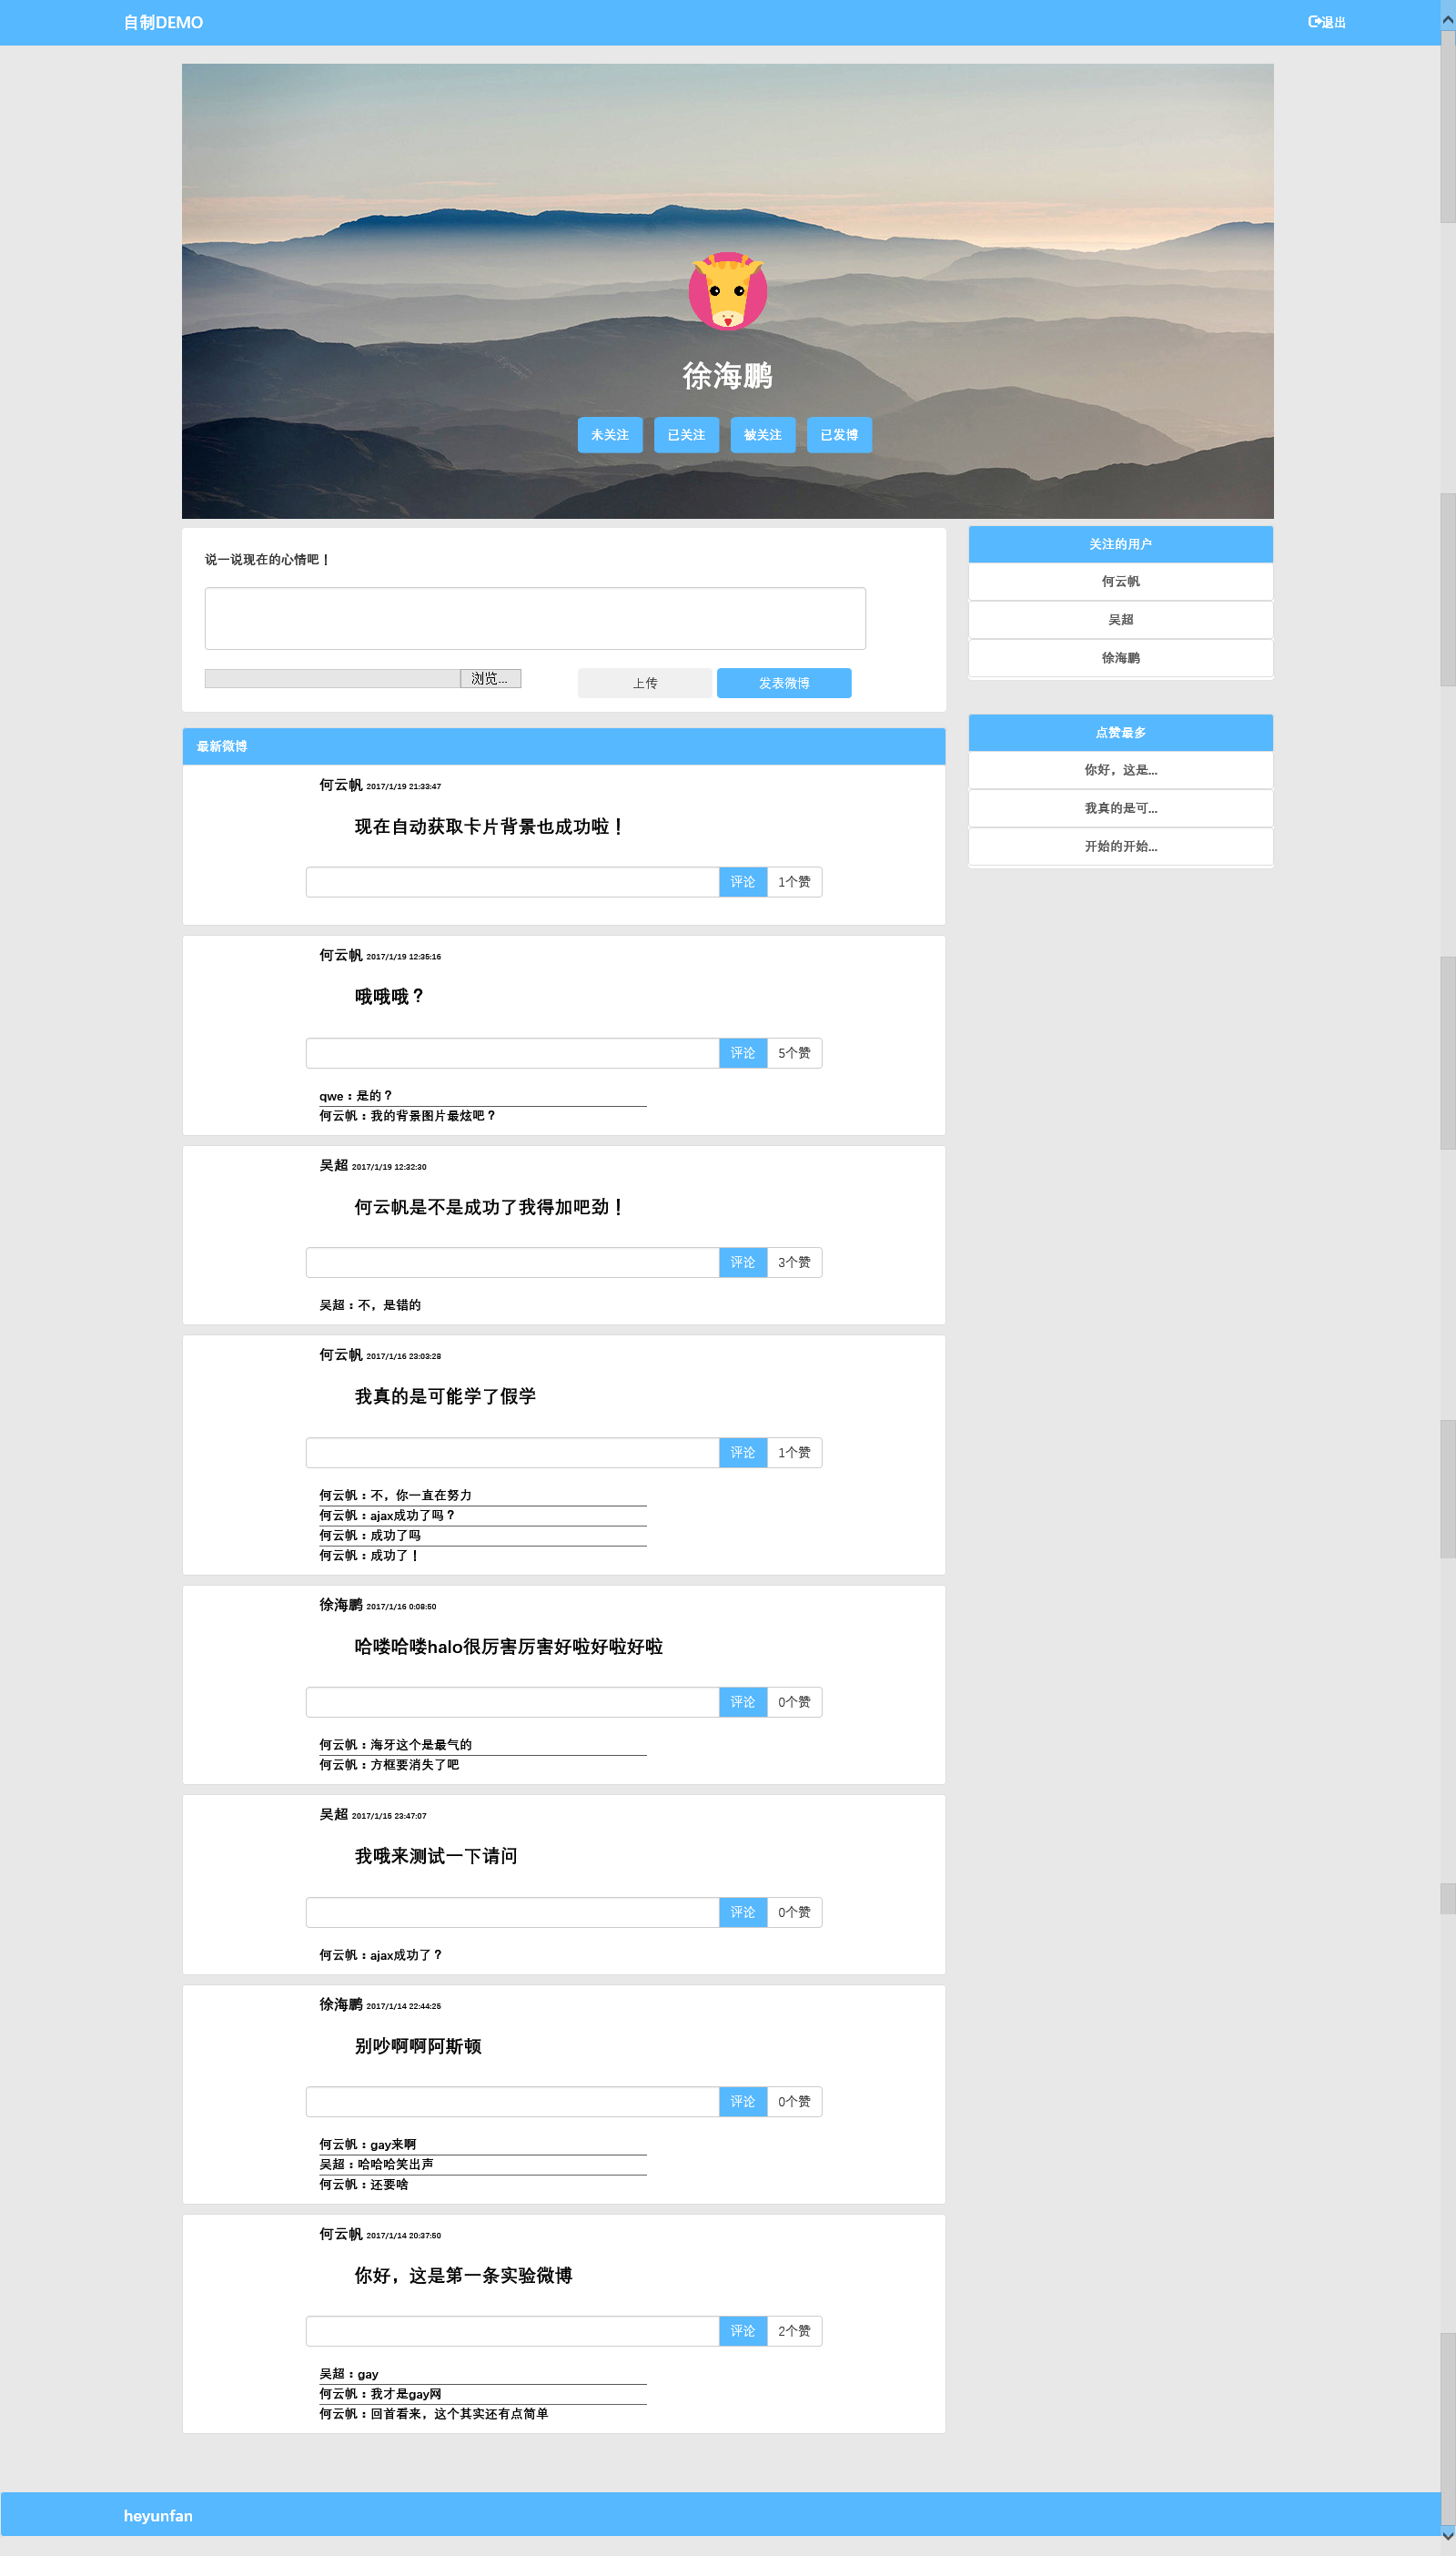 自制DEMO
退出
徐海鹏
未关注 已关注 被关注 已发博
说一说现在的心情吧！
浏览... 上传 发表微博
关注的用户
何云帆
吴超
徐海鹏
点赞最多
你好，这是...
我真的是可...
开始的开始...
最新微博
何云帆 2017/1/19 21:33:47
现在自动获取卡片背景也成功啦！
评论 1个赞
何云帆 2017/1/19 12:35:16
哦哦哦？
评论 5个赞
qwe：是的？
何云帆：我的背景图片最炫吧？
吴超 2017/1/19 12:32:30
何云帆是不是成功了我得加吧劲！
评论 3个赞
吴超：不，是错的
何云帆 2017/1/16 23:03:28
我真的是可能学了假学
评论 1个赞
何云帆：不，你一直在努力
何云帆：ajax成功了吗？
何云帆：成功了吗
何云帆：成功了！
徐海鹏 2017/1/16 0:08:50
哈喽哈喽halo很厉害厉害好啦好啦好啦
评论 0个赞
何云帆：海牙这个是最气的
何云帆：方框要消失了吧
吴超 2017/1/15 23:47:07
我哦来测试一下请问
评论 0个赞
何云帆：ajax成功了？
徐海鹏 2017/1/14 22:44:25
别吵啊啊阿斯顿
评论 0个赞
何云帆：gay来啊
吴超：哈哈哈笑出声
何云帆：还要啥
何云帆 2017/1/14 20:37:50
你好，这是第一条实验微博
评论 2个赞
吴超：gay
何云帆：我才是gay网
何云帆：回首看来，这个其实还有点简单
heyunfan